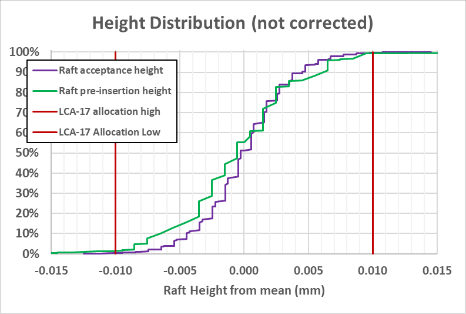 Height Distribution (not corrected)
100%
90%
80%
70%
60%
50%
40%
30%
20%
10%
0%
Raft acceptance height
Raft pre-insertion height
LCA-17 allocation high
LCA-17 Allocation Low
-0.015 -0.010 -0.005 0.000 0.005 0.010 0.015
Raft Height from mean (mm)